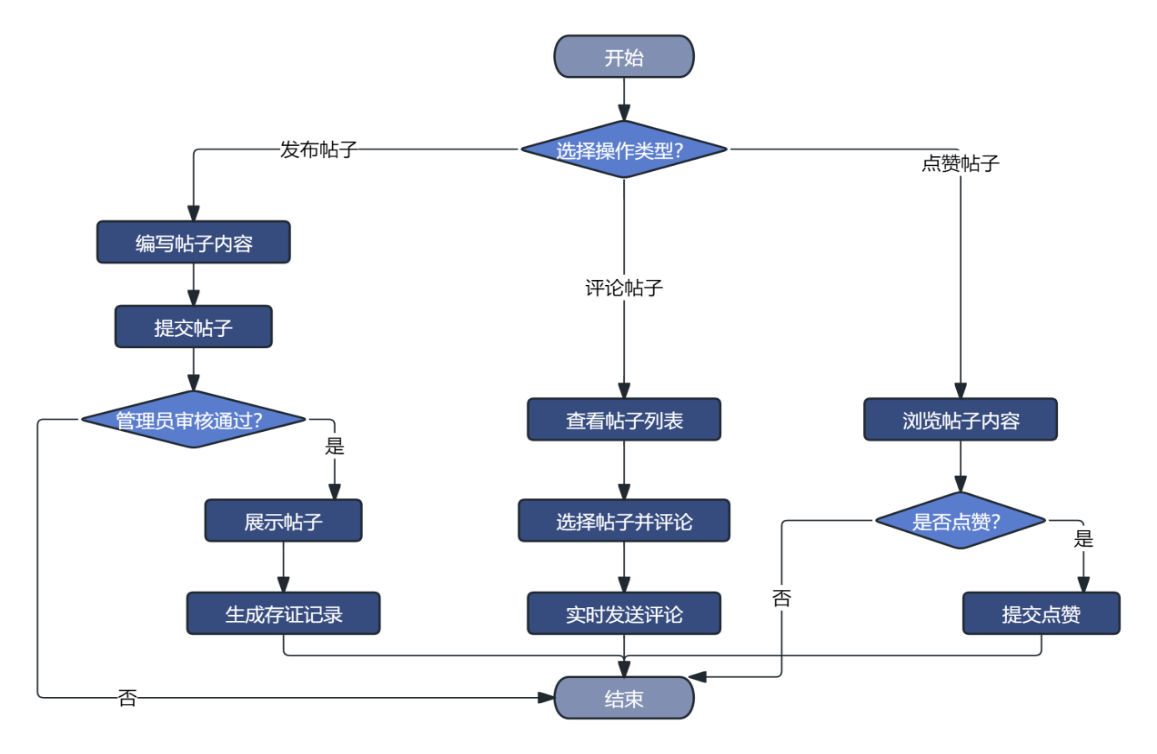 开始
选择操作类型?
发布帖子
点赞帖子
编写帖子内容
评论帖子
提交帖子
管理员审核通过?
查看帖子列表
浏览帖子内容
是
展示帖子
选择帖子并评论
是否点赞?
是
否
生成存证记录
实时发送评论
提交点赞
否
结束